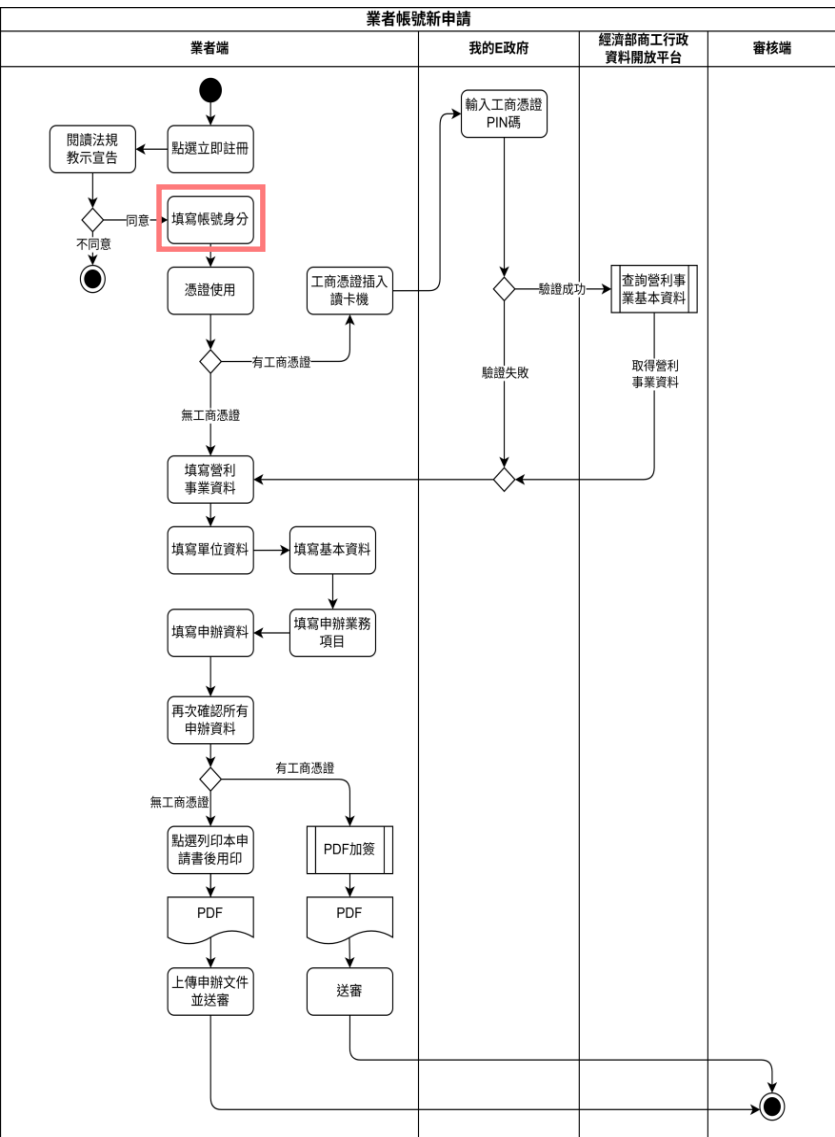 業者帳號新申請
業者端
我的E政府
經濟部商工行政
資料開放平台
審核端
輸入工商憑證
PIN碼
閱讀法規
教示宣告
點選立即註冊
同意
填寫帳號身分
不同意
憑證使用
工商憑證插入
讀卡機
驗證成功
查詢營利事
業基本資料
有工商憑證
驗證失敗
取得營利
事業資料
無工商憑證
填寫營利
事業資料
填寫單位資料
填寫基本資料
填寫申辦資料
填寫申辦業務
項目
再次確認所有
申辦資料
有工商憑證
無工商憑證
點選列印本申
請書後用印
PDF加簽
PDF
PDF
上傳申辦文件
並送審
送審